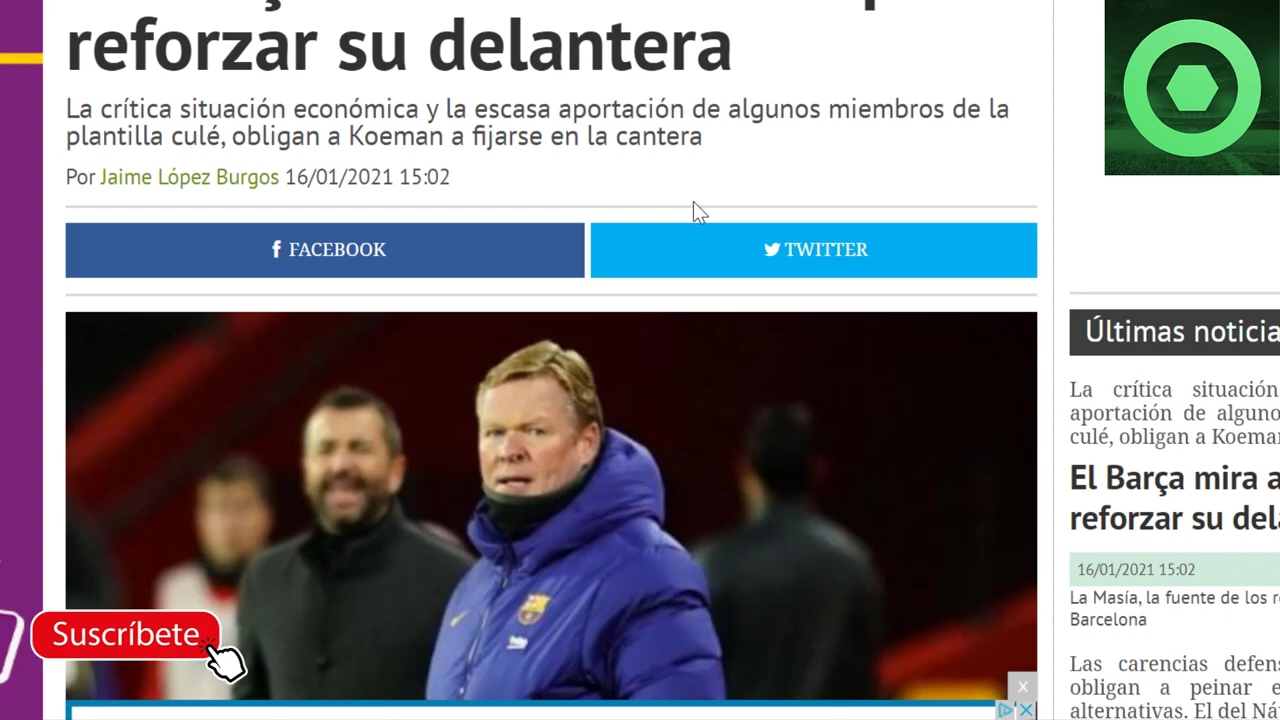 reforzar su delantera
La crítica situación económica y la escasa aportación de algunos miembros de la
plantilla culé, obligan a Koeman a fijarse en la cantera
Por Jaime López Burgos 16/01/2021 15:02
FACEBOOK
TWITTER
Últimas noticia
La crítica situación
aportación de alguno
culé, obligan a Koeman
El Barça mira a
reforzar su del
16/01/2021 15:02
La Masía, la fuente de los
Barcelona
Las carencias defens
obligan a peinar e
alternativas. El del Ná
Suscríbete